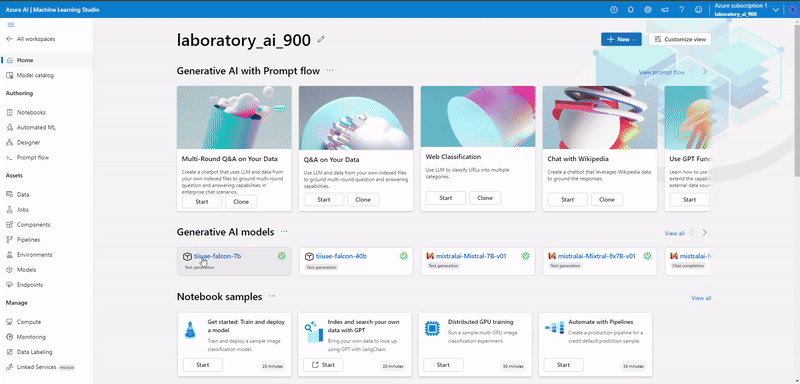 Azure AI | Machine Learning Studio
Azure subscription 1
laboratory_ai_900
All workspaces
Home
Model catalog
Authoring
Notebooks
Automated ML
Designer
Prompt flow
Assets
Data
Jobs
Components
Pipelines
Environments
Models
Endpoints
Manage
Compute
Monitoring
Data Labeling
Linked Services PREVIEW
laboratory_ai_900
New
Customize view
Generative AI with Prompt flow
View prompt flow
Multi-Round Q&A on Your Data
Create a chatbot that uses LLM and data
from your own indexed files to ground multi-round
question and answering capabilities in
enterprise chat scenarios.
Start
Clone
Q&A on Your Data
Use LLM and data from your own indexed files
to ground multi-round question and answering
capabilities.
Start
Clone
Web Classification
Use LLM to classify URLs into multiple
categories.
Start
Clone
Chat with Wikipedia
Create a chatbot that leverages Wikipedia data
to ground the responses.
Start
Clone
Use GPT Func
Learn how to use f
extend the capabil
external data sour
Start
Generative AI models
View all
tiiuae-falcon-7b
Text generation
tiiuae-falcon-40b
Text generation
mistralai-Mistral-7B-v01
Text generation
mistralai-Mixtral-8x7B-v01
Text generation
mistralai-M
Chat completion
Notebook samples
View all
Get started: Train and deploy
a model
Train and deploy a sample image
classification model.
Start
25 minutes
Index and search your own
data with GPT
Bring your own data to look up
using GPT with LangChain
Start
20 minutes
Distributed GPU training
Run a sample multi-GPU image
classification experiment.
Start
30 minutes
Automate with Pipelines
Create a production pipeline for a
credit default prediction sample.
Start
35 minutes